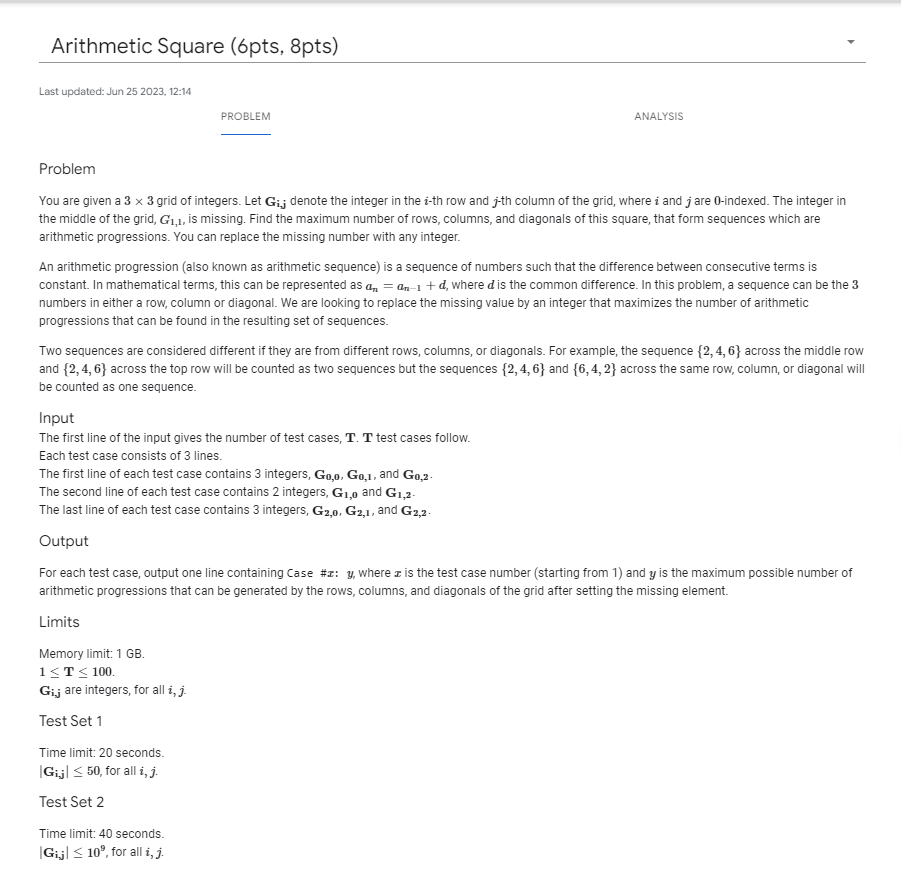 Arithmetic Square (6pts, 8pts)
Last updated: Jun 25 2023, 12:14
PROBLEM
ANALYSIS
Problem
You are given a 3 × 3 grid of integers. Let G_{i,j} denote the integer in the i-th row and j-th column of the grid, where i and j are 0-indexed. The integer in
the middle of the grid, G_{1,1}, is missing. Find the maximum number of rows, columns, and diagonals of this square, that form sequences which are
arithmetic progressions. You can replace the missing number with any integer.
An arithmetic progression (also known as arithmetic sequence) is a sequence of numbers such that the difference between consecutive terms is
constant. In mathematical terms, this can be represented as a_n = a_{n−1} + d, where d is the common difference. In this problem, a sequence can be the 3
numbers in either a row, column or diagonal. We are looking to replace the missing value by an integer that maximizes the number of arithmetic
progressions that can be found in the resulting set of sequences.
Two sequences are considered different if they are from different rows, columns, or diagonals. For example, the sequence {2, 4, 6} across the middle row
and {2, 4, 6} across the top row will be counted as two sequences but the sequences {2, 4, 6} and {6, 4, 2} across the same row, column, or diagonal will
be counted as one sequence.
Input
The first line of the input gives the number of test cases, T. T test cases follow.
Each test case consists of 3 lines.
The first line of each test case contains 3 integers, G_{0,0}, G_{0,1}, and G_{0,2}.
The second line of each test case contains 2 integers, G_{1,0} and G_{1,2}.
The last line of each test case contains 3 integers, G_{2,0}, G_{2,1}, and G_{2,2}.
Output
For each test case, output one line containing Case #x: y, where x is the test case number (starting from 1) and y is the maximum possible number of
arithmetic progressions that can be generated by the rows, columns, and diagonals of the grid after setting the missing element.
Limits
Memory limit: 1 GB.
1 ≤ T ≤ 100.
G_{i,j} are integers, for all i, j.
Test Set 1
Time limit: 20 seconds.
|G_{i,j}| ≤ 50, for all i, j.
Test Set 2
Time limit: 40 seconds.
|G_{i,j}| ≤ 10^9, for all i, j.